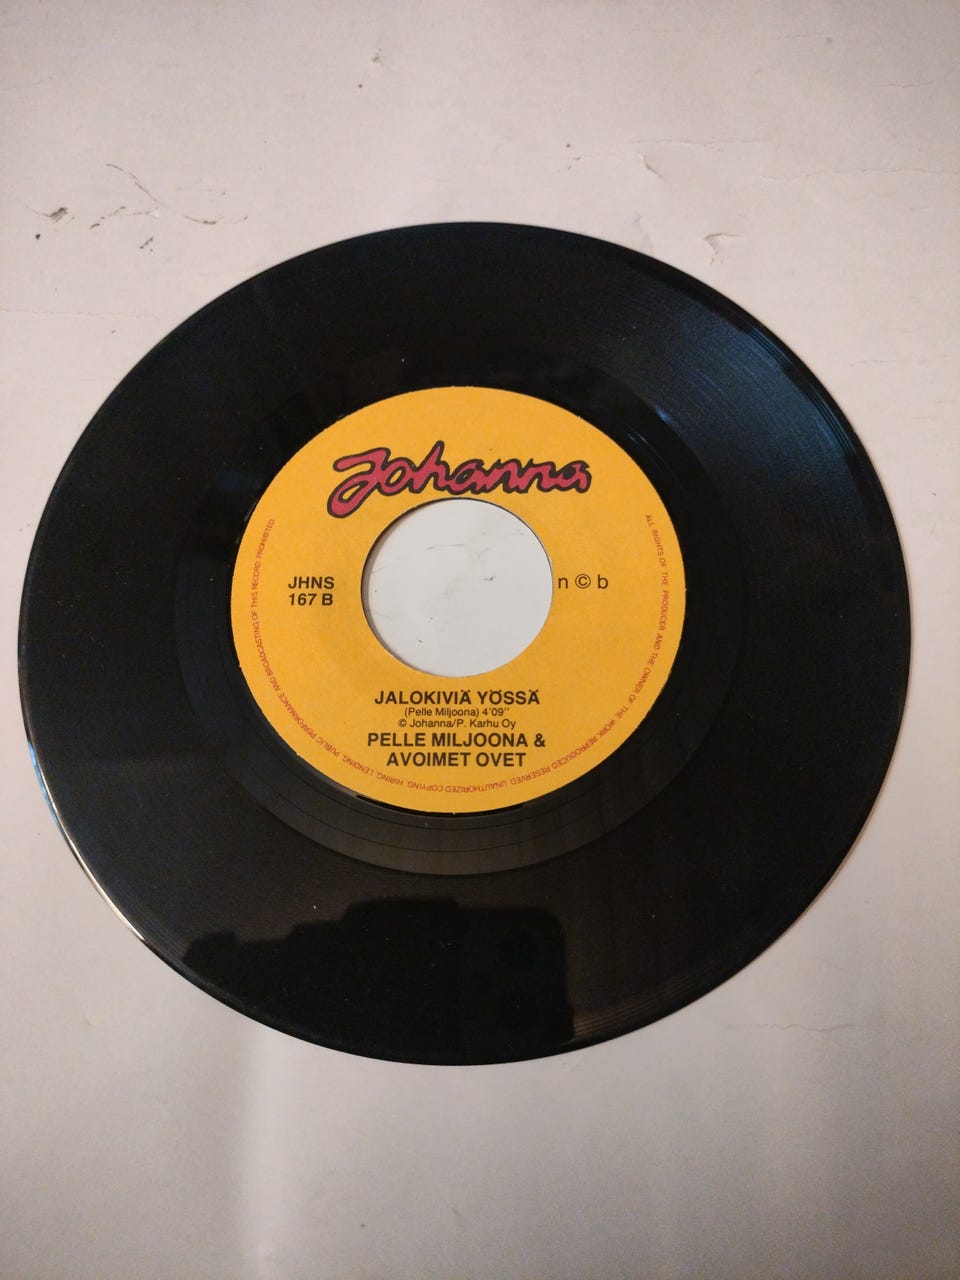 Johanna
JHNS
167 B
n©b
JALOKIVIÄ YÖSSÄ
(Pelle Miljoona) 4'09''
© Johanna/P. Karhu Oy
PELLE MILJOONA &
AVOIMET OVET
ALL RIGHTS OF THE PRODUCER AND THE OWNER OF THE WORK REPRODUCED RESERVED. UNAUTHORIZED COPYING, HIRING, LENDING, PUBLIC PERFORMANCE AND BROADCASTING OF THIS RECORD PROHIBITED